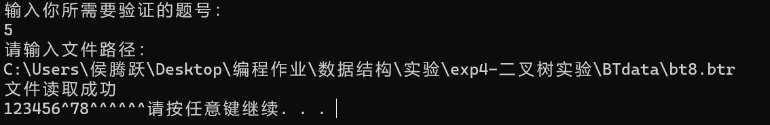 输入你所需要验证的题号：
5
请输入文件路径：
C:\Users\侯腾跃\Desktop\编程作业\数据结构\实验\exp4-二叉树实验\BTdata\bt8.btr
文件读取成功
123456^78^^^^^^请按任意键继续. . .